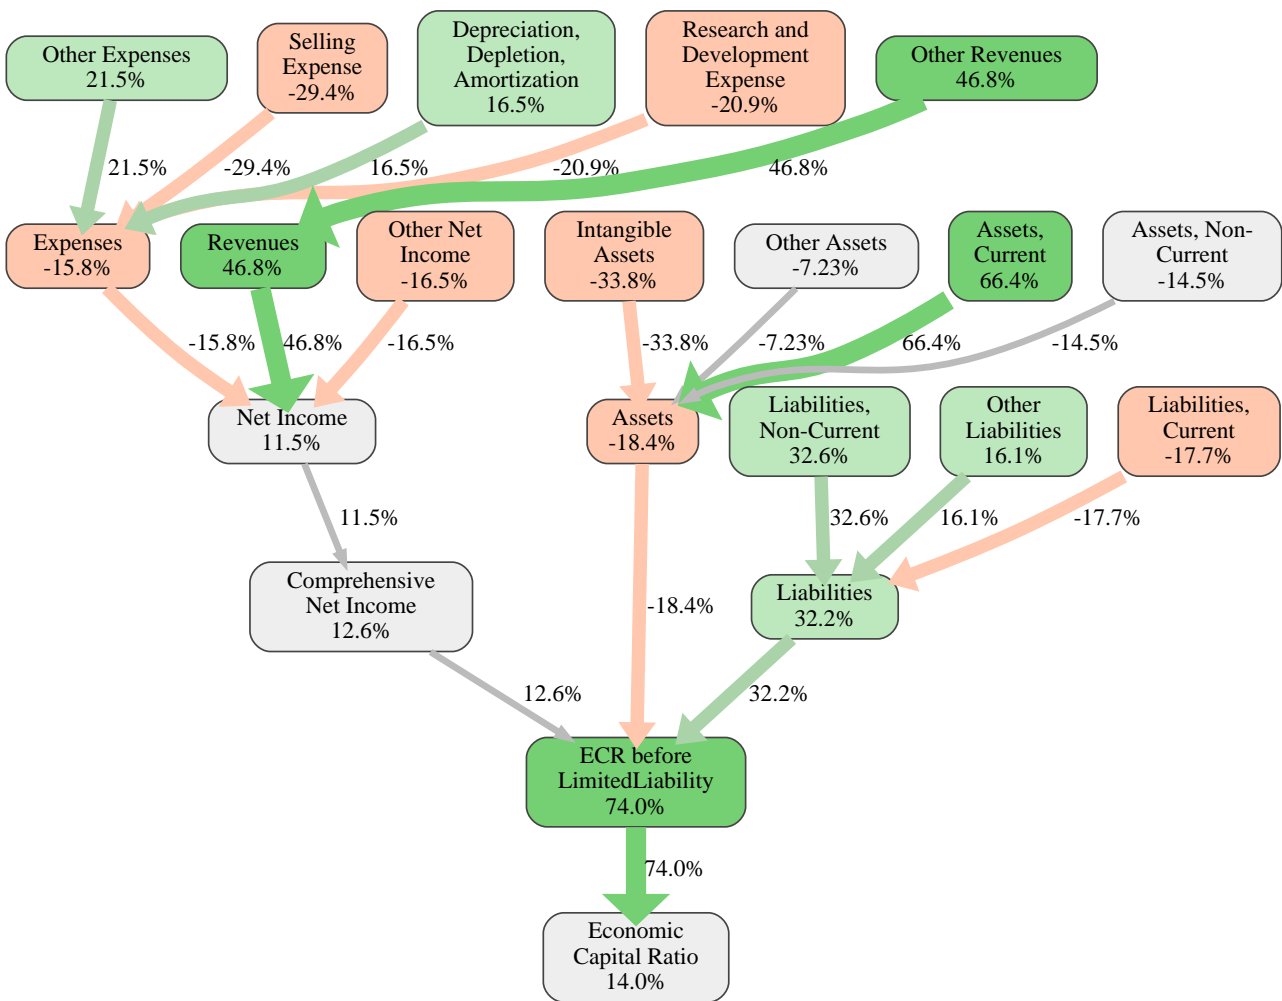 Other Expenses
21.5%
Selling
Expense
-29.4%
Depreciation,
Depletion,
Amortization
16.5%
Research and
Development
Expense
-20.9%
Other Revenues
46.8%
21.5%
-29.4%
16.5%
-20.9%
46.8%
Expenses
-15.8%
Revenues
46.8%
Other Net
Income
-16.5%
Intangible
Assets
-33.8%
Other Assets
-7.23%
Assets,
Current
66.4%
Assets, Non-
Current
-14.5%
-15.8%
46.8%
-16.5%
-33.8%
-7.23%
66.4%
-14.5%
Net Income
11.5%
Assets
-18.4%
Liabilities,
Non-Current
32.6%
Other
Liabilities
16.1%
Liabilities,
Current
-17.7%
11.5%
32.6%
16.1%
-17.7%
Comprehensive
Net Income
12.6%
-18.4%
Liabilities
32.2%
12.6%
32.2%
ECR before
LimitedLiability
74.0%
74.0%
Economic
Capital Ratio
14.0%